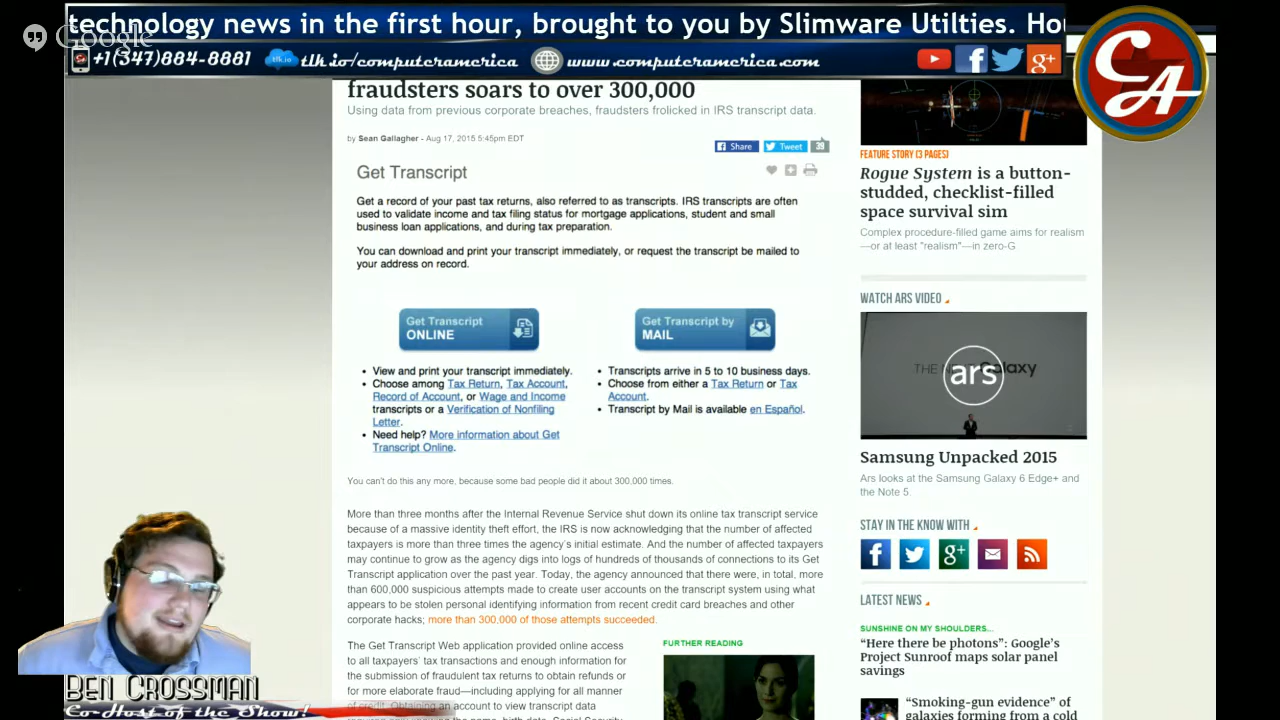 technology news in the first hour, brought to you by Slimware Utilties. Ho
Google
+1(347)884-8881
tlk.io
tlk.io/computeramerica
www.computeramerica.com
CA
fraudsters soars to over 300,000
Using data from previous corporate breaches, fraudsters frolicked in IRS transcript data.
by Sean Gallagher - Aug 17, 2015 5:45pm EDT
Share
Tweet
39
Get Transcript
Get a record of your past tax returns, also referred to as transcripts. IRS transcripts are often
used to validate income and tax filing status for mortgage applications, student and small
business loan applications, and during tax preparation.
You can download and print your transcript immediately, or request the transcript be mailed to
your address on record.
Get Transcript
ONLINE
• View and print your transcript immediately.
• Choose among Tax Return, Tax Account,
Record of Account, or Wage and Income
transcripts or a Verification of Nonfiling
Letter.
• Need help? More information about Get
Transcript Online.
Get Transcript by
MAIL
• Transcripts arrive in 5 to 10 business days.
• Choose from either a Tax Return or Tax
Account.
• Transcript by Mail is available en Español.
You can't do this any more, because some bad people did it about 300,000 times.
More than three months after the Internal Revenue Service shut down its online tax transcript service
because of a massive identity theft effort, the IRS is now acknowledging that the number of affected
taxpayers is more than three times the agency's initial estimate. And the number of affected taxpayers
may continue to grow as the agency digs into logs of hundreds of thousands of connections to its Get
Transcript application over the past year. Today, the agency announced that there were, in total, more
than 600,000 suspicious attempts made to create user accounts on the transcript system using what
appears to be stolen personal identifying information from recent credit card breaches and other
corporate hacks; more than 300,000 of those attempts succeeded.
The Get Transcript Web application provided online access
to all taxpayers' tax transactions and enough information for
the submission of fraudulent tax returns to obtain refunds or
for more elaborate fraud—including applying for all manner
of credit. Obtaining an account to view transcript data
FURTHER READING
FEATURE STORY (3 PAGES)
Rogue System is a button-
studded, checklist-filled
space survival sim
Complex procedure-filled game aims for realism
—or at least "realism"—in zero-G.
WATCH ARS VIDEO
THE N Galaxy
ars
Samsung Unpacked 2015
Ars looks at the Samsung Galaxy 6 Edge+ and
the Note 5.
STAY IN THE KNOW WITH
LATEST NEWS
SUNSHINE ON MY SHOULDERS...
“Here there be photons”: Google’s
Project Sunroof maps solar panel
savings
“Smoking-gun evidence” of
galaxies forming from a cold
BEN CROSSMAN
Co-Host of the Show!